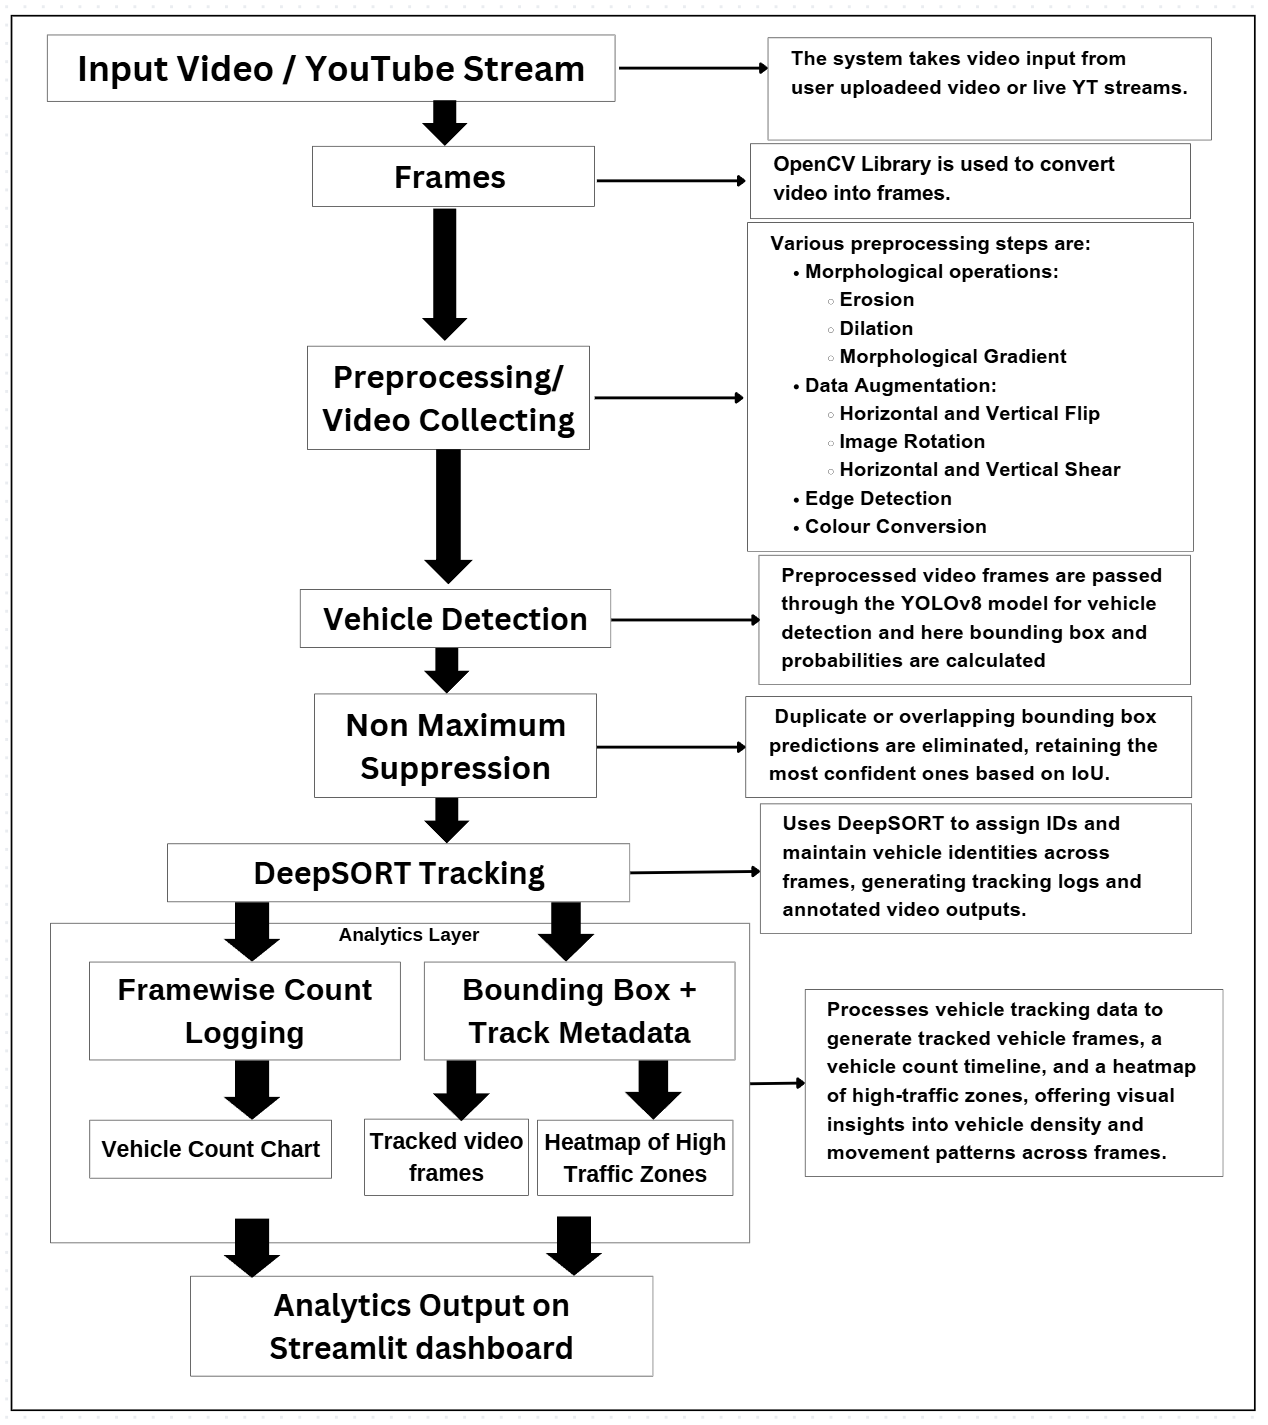 Input Video / YouTube Stream
The system takes video input from
user uploadeed video or live YT streams.
Frames
OpenCV Library is used to convert
video into frames.
Preprocessing/
Video Collecting
Various preprocessing steps are:
• Morphological operations:
○ Erosion
○ Dilation
○ Morphological Gradient
• Data Augmentation:
○ Horizontal and Vertical Flip
○ Image Rotation
○ Horizontal and Vertical Shear
• Edge Detection
• Colour Conversion
Vehicle Detection
Preprocessed video frames are passed
through the YOLOv8 model for vehicle
detection and here bounding box and
probabilities are calculated
Non Maximum
Suppression
Duplicate or overlapping bounding box
predictions are eliminated, retaining the
most confident ones based on IoU.
DeepSORT Tracking
Uses DeepSORT to assign IDs and
maintain vehicle identities across
frames, generating tracking logs and
annotated video outputs.
Analytics Layer
Framewise Count
Logging
Bounding Box +
Track Metadata
Vehicle Count Chart
Tracked video
frames
Heatmap of High
Traffic Zones
Processes vehicle tracking data to
generate tracked vehicle frames, a
vehicle count timeline, and a heatmap
of high-traffic zones, offering visual
insights into vehicle density and
movement patterns across frames.
Analytics Output on
Streamlit dashboard